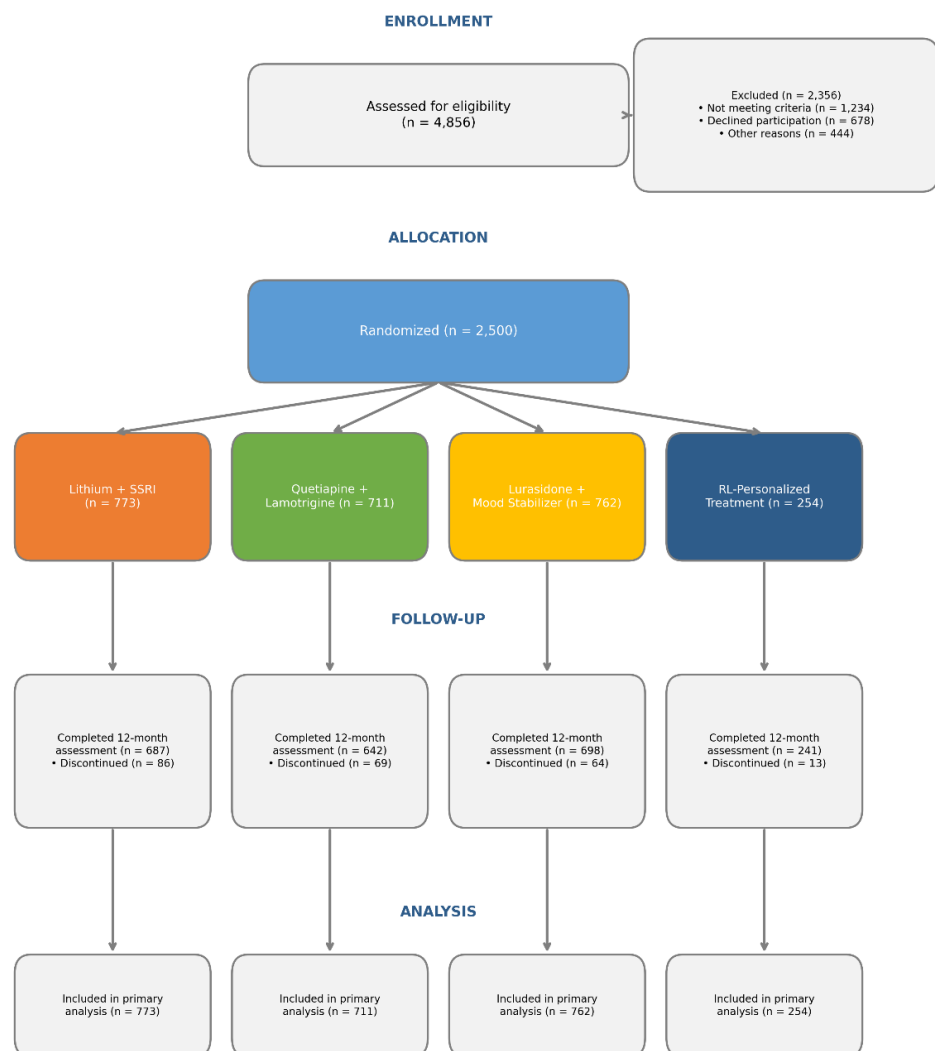 ENROLLMENT
Assessed for eligibility
(n = 4,856)
Excluded (n = 2,356)
• Not meeting criteria (n = 1,234)
• Declined participation (n = 678)
• Other reasons (n = 444)
ALLOCATION
Randomized (n = 2,500)
Lithium + SSRI
(n = 773)
Quetiapine +
Lamotrigine (n = 711)
Lurasidone +
Mood Stabilizer (n = 762)
RL-Personalized
Treatment (n = 254)
FOLLOW-UP
Completed 12-month
assessment (n = 687)
• Discontinued (n = 86)
Completed 12-month
assessment (n = 642)
• Discontinued (n = 69)
Completed 12-month
assessment (n = 698)
• Discontinued (n = 64)
Completed 12-month
assessment (n = 241)
• Discontinued (n = 13)
ANALYSIS
Included in primary
analysis (n = 773)
Included in primary
analysis (n = 711)
Included in primary
analysis (n = 762)
Included in primary
analysis (n = 254)